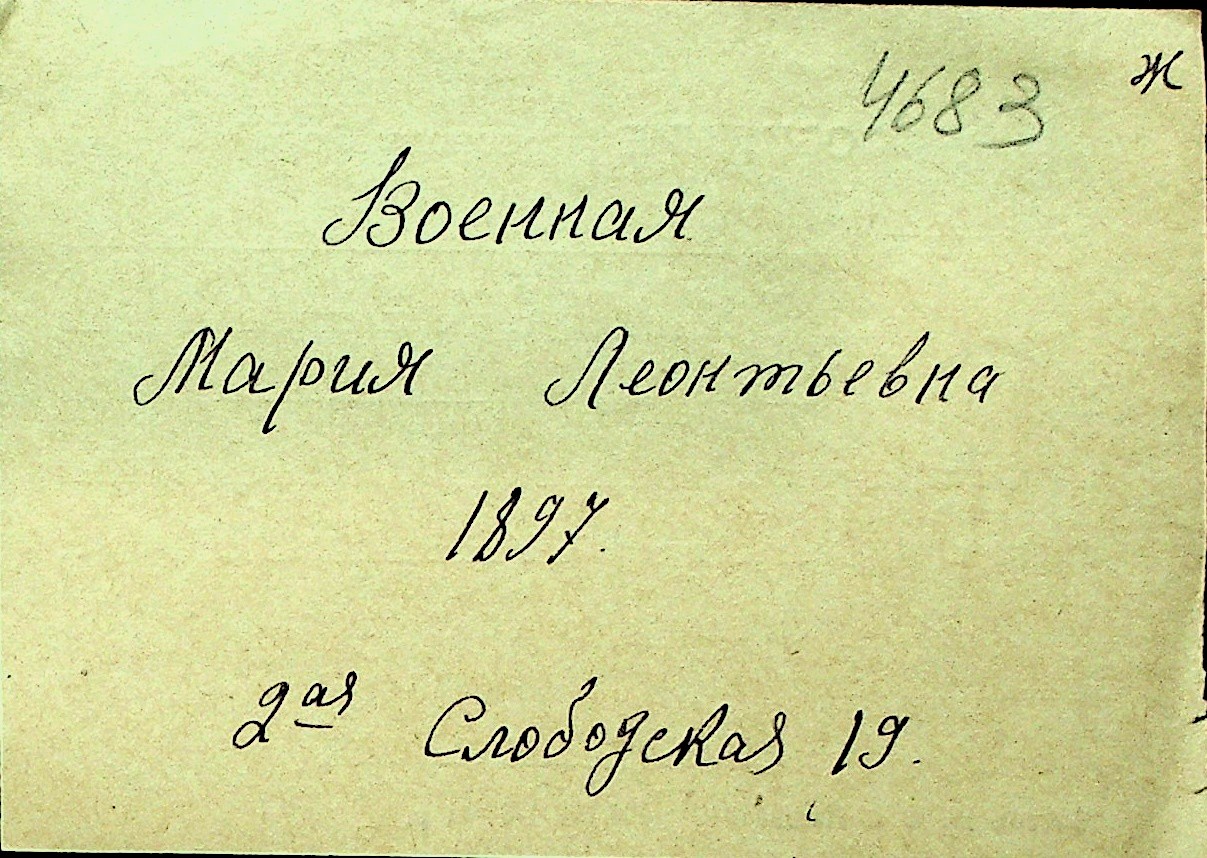 4683 ж
Военная
Мария Леонтьевна
1897.
2ая Слободская 19.